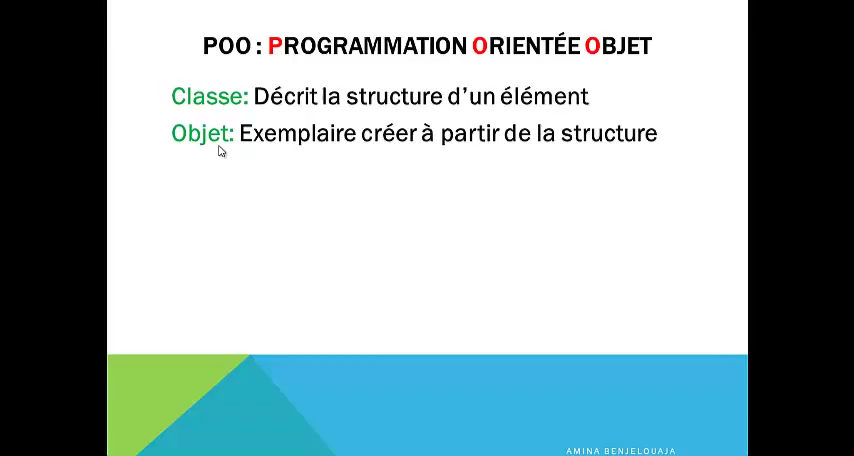 POO : PROGRAMMATION ORIENTÉE OBJET
Classe: Décrit la structure d’un élément
Objet: Exemplaire créer à partir de la structure
AMINA BENJELOUAJA